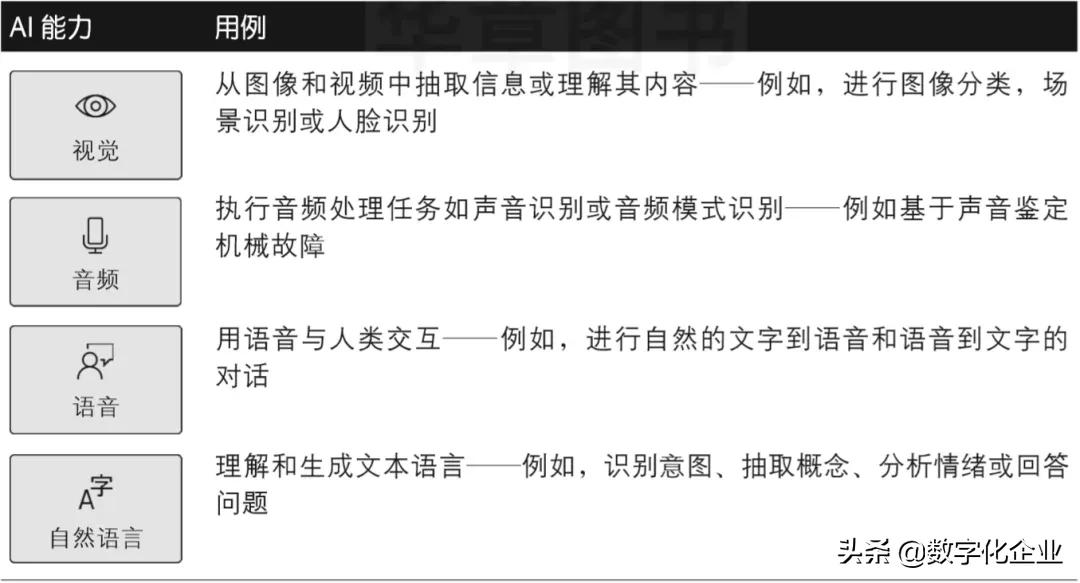 AI 能力 用例
从图像和视频中抽取信息或理解其内容——例如，进行图像分类，场
景识别或人脸识别
视觉
执行音频处理任务如声音识别或音频模式识别——例如基于声音鉴定
机械故障
音频
用语音与人类交互——例如，进行自然的文字到语音和语音到文字的
对话
语音
理解和生成文本语言——例如，识别意图、抽取概念、分析情绪或回答
问题
A字
自然语言
头条 @数字化企业
华章图书